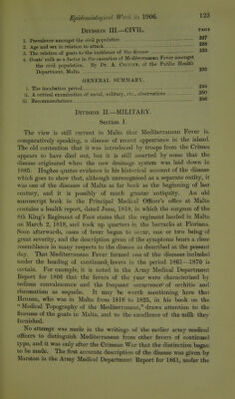 Epidemiological Work in 1906. 123
DIVISION III.—CIVIL.
PAGE
1. Prevalence amongst the civil population 227
2. Age and sex in relation to attack 228
3. The relation of goats to the incidence of the disease 232
4. Goats' milk as a factor in the causation of Mediterranean Fever amongst
the civil population. By Dr. A. of the Public Health
Department, Malta
GENERAL SUMMARY.
i. The incubation period
ii. A critical examination of naval, military, etc., observations
iii. Recommendations
DIVISION II.—MILITARY.
Section I.
The view is still current in Malta that Mediterranean Fever is,
comparatively speaking, a disease of recent appearance in the island.
The old contention that it was introduced by troops from the Crimea
appears to have died out, but it is still asserted by some that the
disease originated when the new drainage system was laid down in
1885. Hughes quotes evidence in his historical account of the disease
which goes to show that, although unrecognised as a separate entity, it
was one of the diseases of Malta as far back as the beginning of last
century, and it is possibly of much greater antiquity. An old
manuscript book in the Principal Medical Officer's office at Malta
contains a health report, dated June, 1818, in which the surgeon of the
8th King's Regiment of Foot states that the regiment landed in Malta
on March 2, 1818, and took up quarters in the barracks at Floriana.
Soon afterwards, cases of fever began to occur, one or two being of
great severity, and the description given of the symptoms bears a close
resemblance in many respects to the disease as described at the present
day. That Mediterranean Fever formed one of the diseases included
under the heading of continued fevers in the period 1862—1870 is
certain. For example, it is noted in the Army Medical Department
Report for 1866 that the fevers of the year were characterised by
tedious convalescence and the frequent occurrence of orchitis and
rheumatism as sequelæ. It may be worth mentioning here that
Hennen, who was in Malta from 1818 to 1825, in his book on the
"Medical Topography of the Mediterranean," draws attention to the
fineness of the goats in Malta, and to the excellence of the milk they
furnished.
No attempt was made in the writings of the earlier army medical
officers to distinguish Mediterranean from other fevers of continued
type, and it was only after the Crimean War that the distinction began
to be made. The first accurate description of the disease was given by
Marston in the Army Medical Department Report for 1861, under the